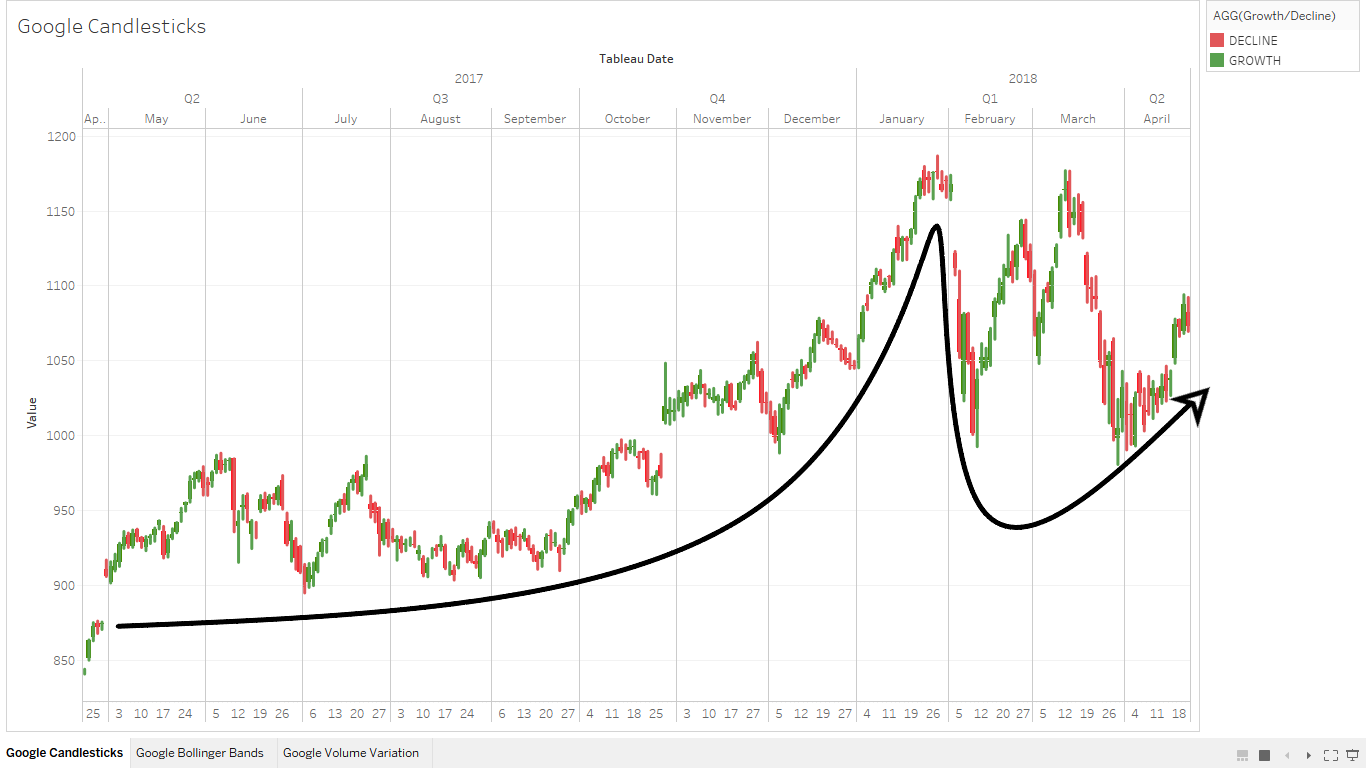 Google Candlesticks
AGG(Growth/Decline)
DECLINE
GROWTH
Tableau Date
2017 2018
Q2 Q3 Q4 Q1 Q2
Ap.. May June July August September October November December January February March April
1200
1150
1100
1050
1000
950
900
850
Value
25 3 10 17 24 5 12 19 26 6 13 20 27 3 10 17 24 6 13 20 27 4 11 18 25 3 10 17 24 5 12 19 27 4 11 19 26 5 12 20 27 5 12 19 26 4 11 18
Google Candlesticks Google Bollinger Bands Google Volume Variation